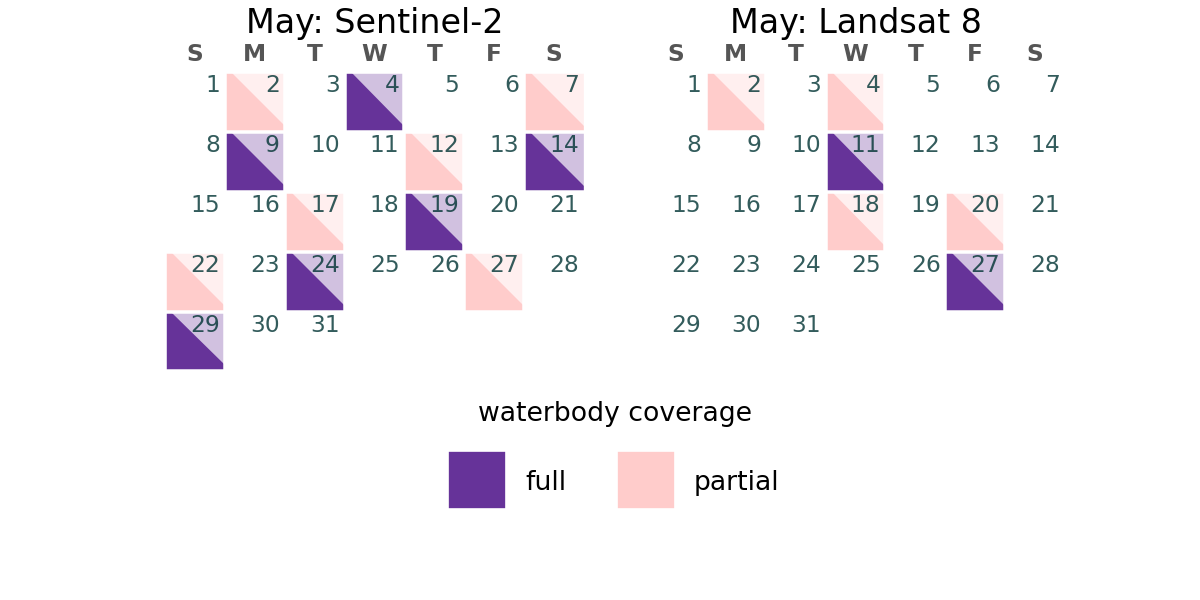 May: Sentinel-2
S M T W T F S
1 2 3 4 5 6 7
8 9 10 11 12 13 14
15 16 17 18 19 20 21
22 23 24 25 26 27 28
29 30 31
May: Landsat 8
S M T W T F S
1 2 3 4 5 6 7
8 9 10 11 12 13 14
15 16 17 18 19 20 21
22 23 24 25 26 27 28
29 30 31
waterbody coverage
full
partial